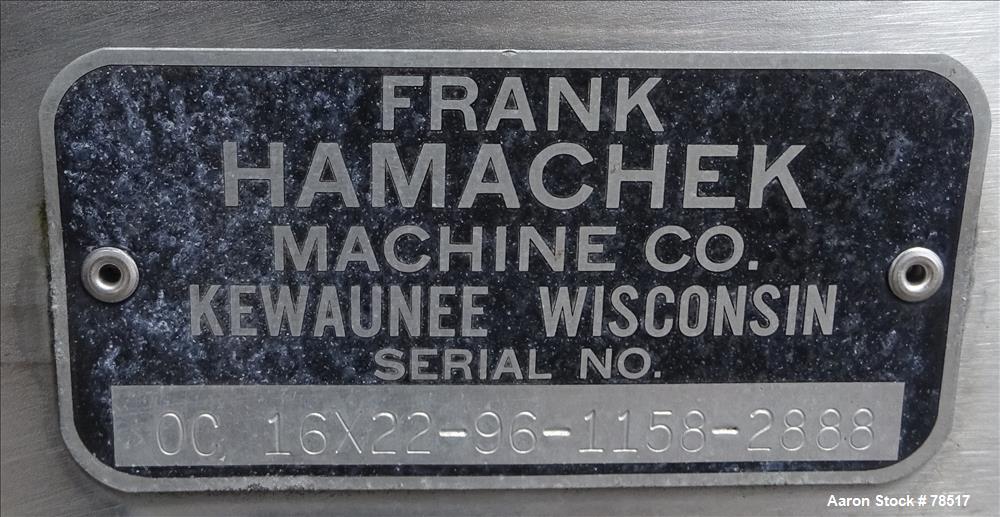 FRANK
HAMACHEK
MACHINE CO.
KEWAUNEE WISCONSIN
SERIAL NO.
OC 16X22-96-1158-2888
Aaron Stock # 78517